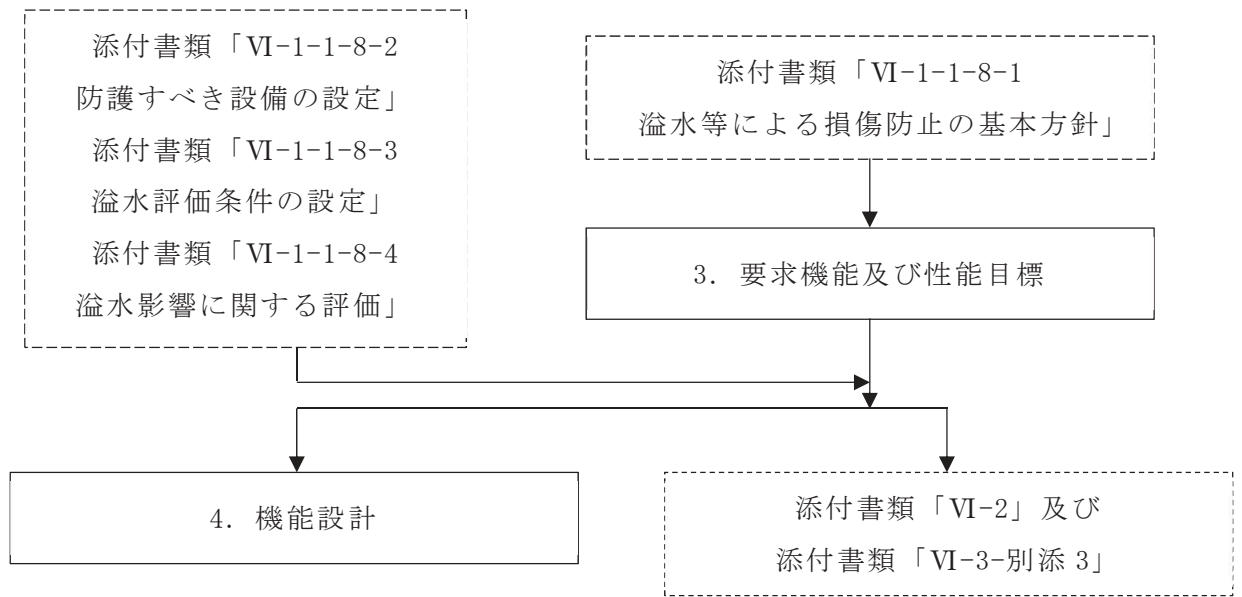 添付書類「Ⅵ-1-1-8-2
防護すべき設備の設定」
添付書類「Ⅵ-1-1-8-3
溢水評価条件の設定」
添付書類「Ⅵ-1-1-8-4
溢水影響に関する評価」
添付書類「Ⅵ-1-1-8-1
溢水等による損傷防止の基本方針」
3. 要求機能及び性能目標
4. 機能設計
添付書類「Ⅵ-2」及び
添付書類「Ⅵ-3-別添 3」